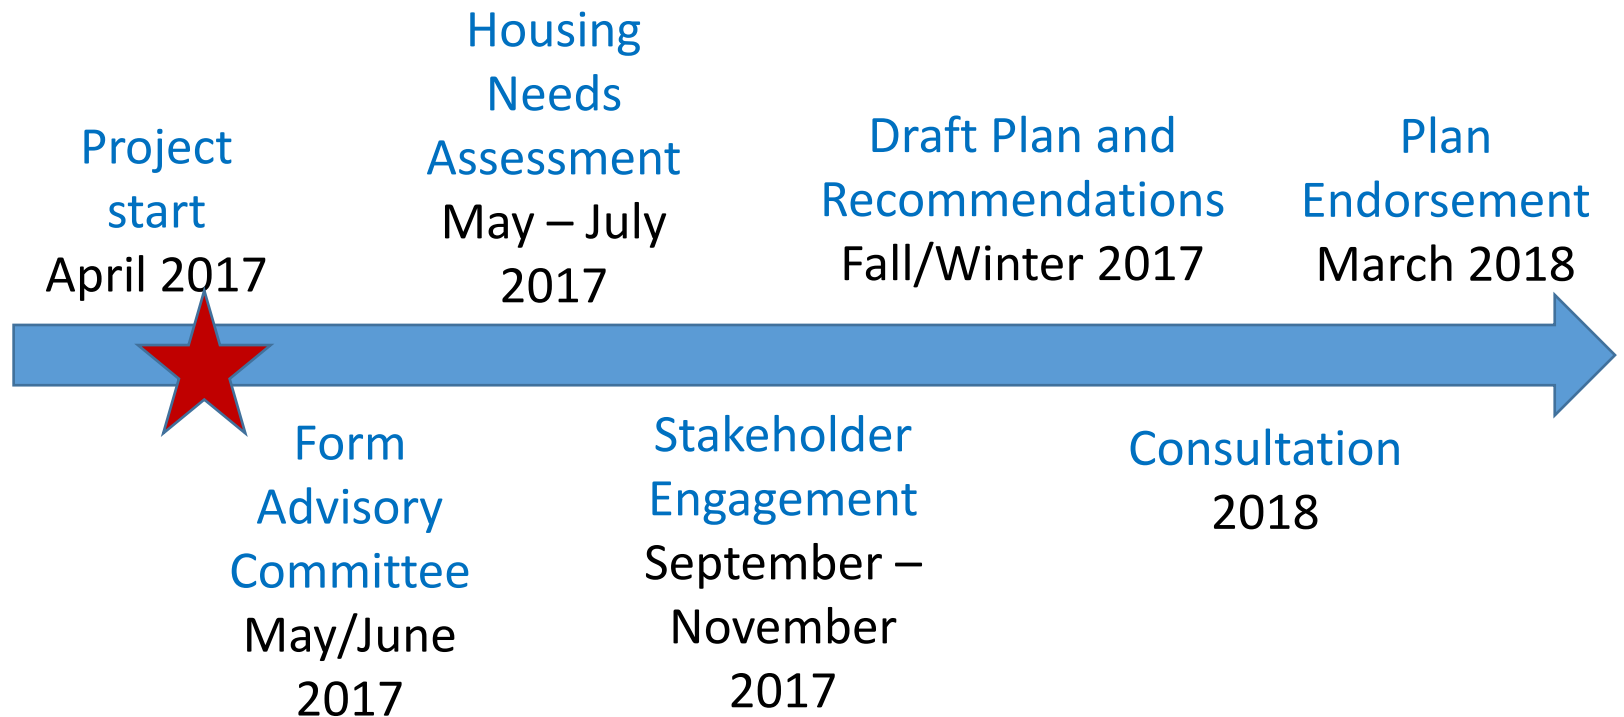 Project
start
April 2017
Housing
Needs
Assessment
May – July
2017
Draft Plan and
Recommendations
Fall/Winter 2017
Plan
Endorsement
March 2018
Form
Advisory
Committee
May/June
2017
Stakeholder
Engagement
September –
November
2017
Consultation
2018